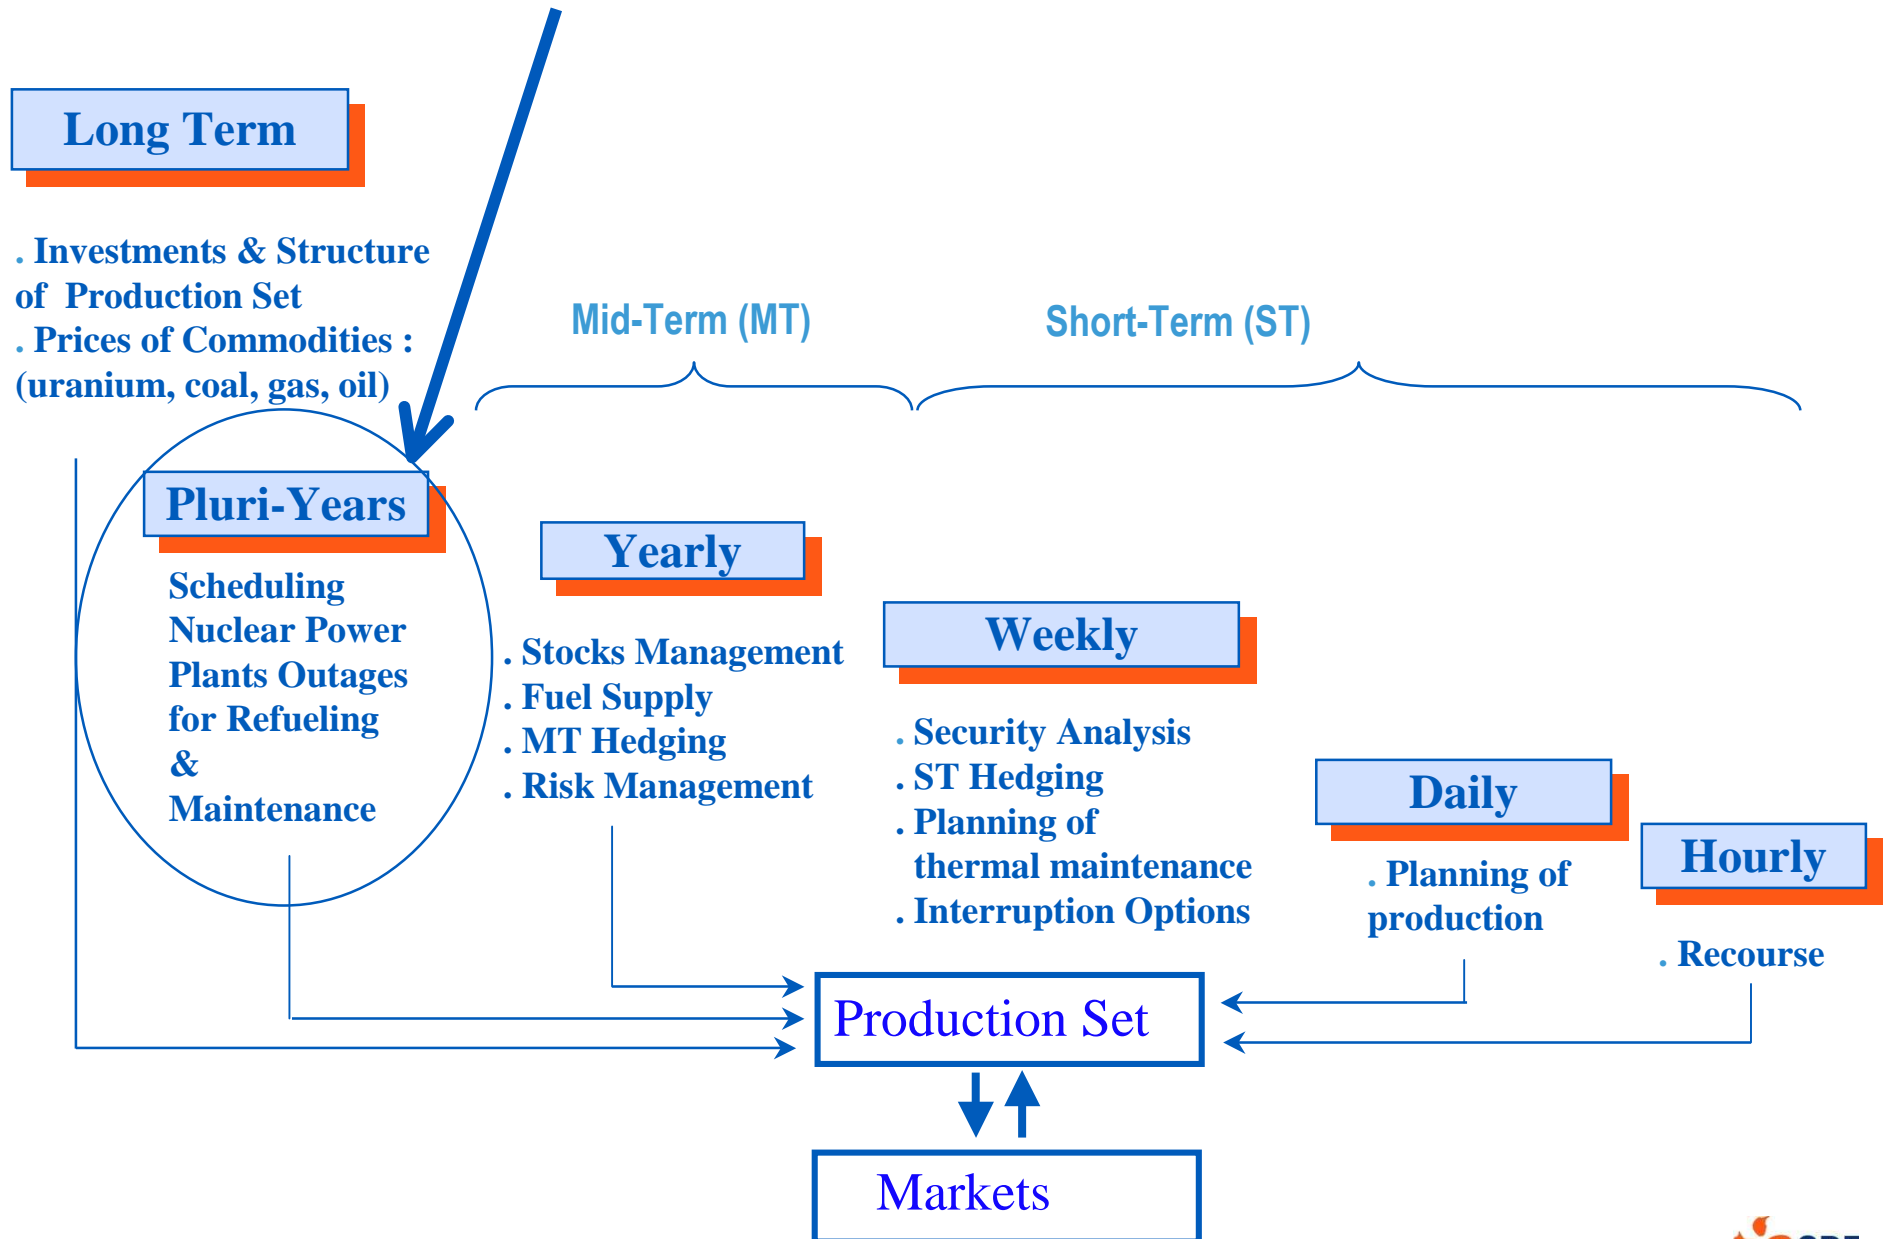 Long Term
. Investments & Structure
of Production Set
. Prices of Commodities :
(uranium, coal, gas, oil)
Mid-Term (MT)
Short-Term (ST)
Pluri-Years
Scheduling
Nuclear Power
Plants Outages
for Refueling
&
Maintenance
Yearly
. Stocks Management
. Fuel Supply
. MT Hedging
. Risk Management
Weekly
. Security Analysis
. ST Hedging
. Planning of
thermal maintenance
. Interruption Options
Daily
. Planning of
production
Hourly
. Recourse
Production Set
Markets